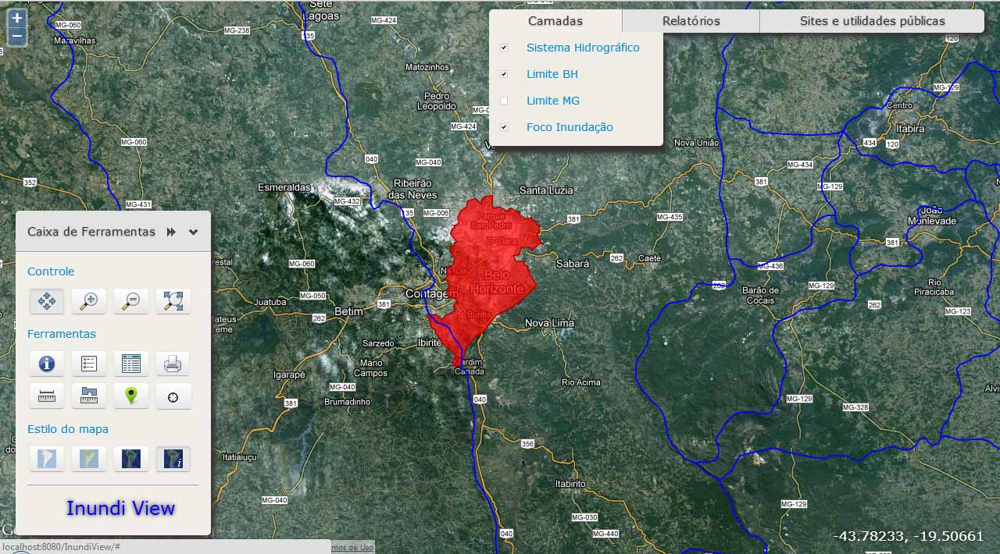 Sete
Lagoas
MG-424
MG-060
MG-238
35
Maravilhas
Matozinhos
Pedro
Leopoldo
MG-424
MG-060
352
MG-431
040
MG-040
Ribeirão
das Neves
Esmeraldas
MG-432
35
MG-006
Santa Luzia
381
Parque
São Pedro
D Clara
Belo
Horizonte
Buritis
Contagem
Ibirité
Jardim
Canadá
Sabará
262
Caeté
MG-435
Nova União
Nova Lima
MG-060
MG-050
Juatuba
262
Betim
381
Sarzedo
Mário
Campos
Igarapé
MG-040
Brumadinho
381
Itatiaiuçu
MG-040
Rio Acima
040
356
Itabirito
MG-030
MG-440
040
120
MG-129
Centro
Itabira
434
120
MG-434
381
MG-129
João
Monlevade
381
MG-436
262
Barão de
Cocais
MG-129
262
Rio
Piracicaba
MG-123
MG-129
MG-328
MG-129
Camadas
Relatórios
Sites e utilidades públicas
Sistema Hidrográfico
Limite BH
Limite MG
Foco Inundação
+
−
Caixa de Ferramentas
Controle
Ferramentas
Estilo do mapa
Inundi View
localhost:8080/InundiView/#
mos de Uso
-43.78233, -19.50661